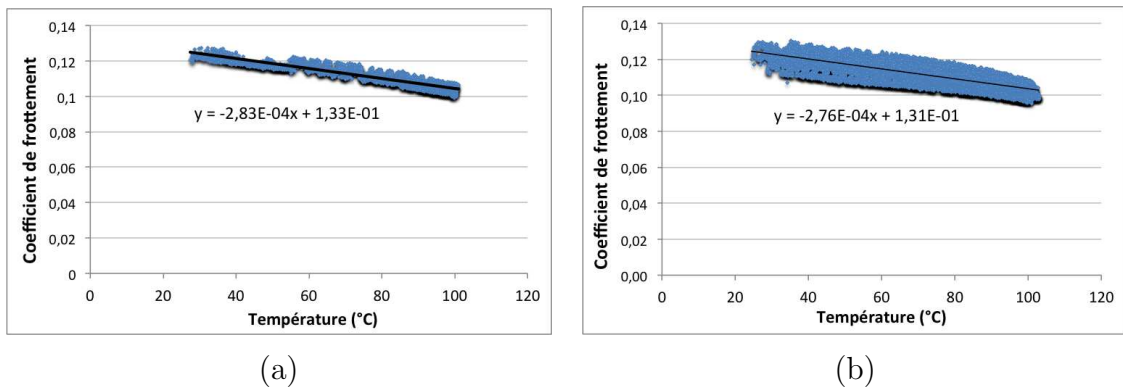 0,14
0,12
0,1
0,08
0,06
0,04
0,02
0
Coefficient de frottement
y = -2,83E-04x + 1,33E-01
0 20 40 60 80 100 120
Température (°C)
(a)
0,14
0,12
0,10
0,08
0,06
0,04
0,02
0,00
Coefficient de frottement
y = -2,76E-04x + 1,31E-01
0 20 40 60 80 100 120
Température (°C)
(b)